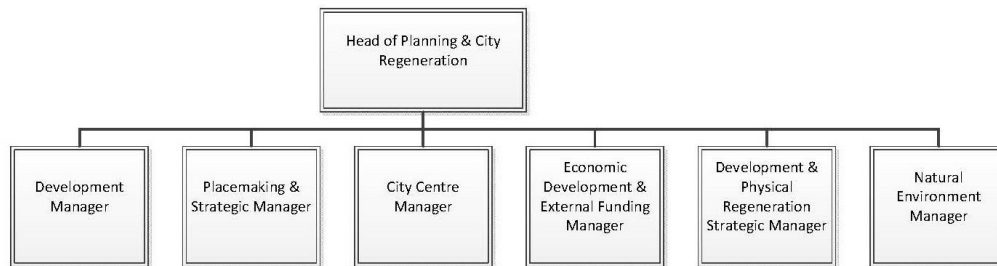 Head of Planning & City
Regeneration
Development
Manager
Placemaking &
Strategic Manager
City Centre
Manager
Economic
Development &
External Funding
Manager
Development &
Physical
Regeneration
Strategic Manager
Natural
Environment
Manager